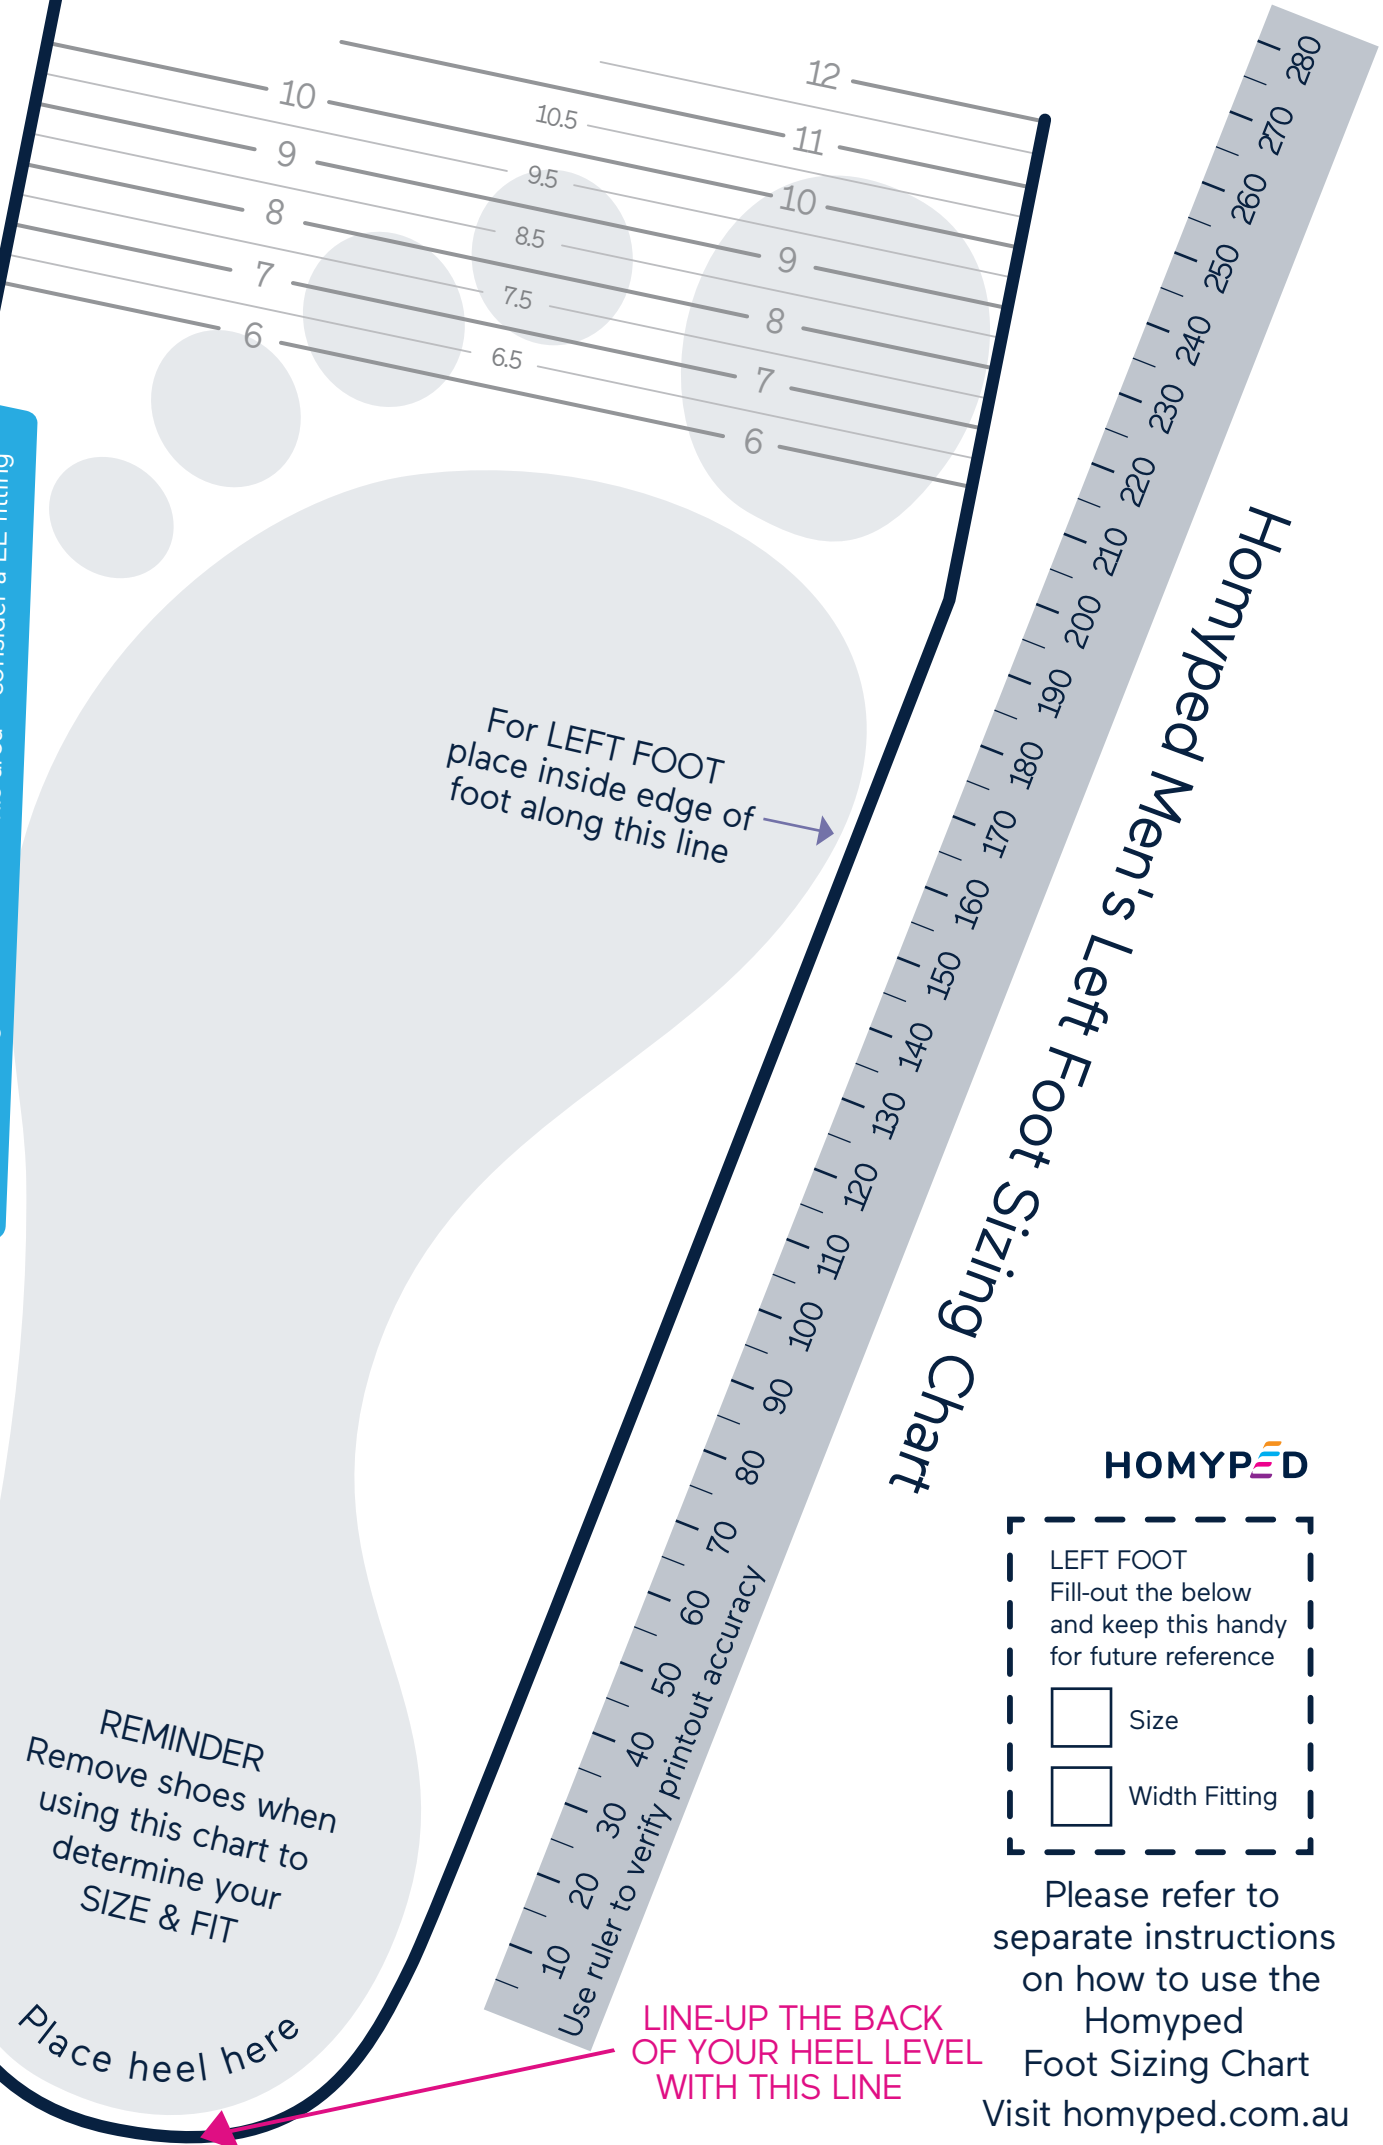 12
11
10
10.5
10
9
9.5
9
8
8.5
8
7
7.5
7
6
6.5
6
280
270
260
250
240
230
220
210
200
190
180
170
160
150
140
130
120
110
100
90
80
70
60
50
40
30
20
10
Use ruler to verify printout accuracy
Homyped Men's Left Foot Sizing Chart
consider a EE fitting
For LEFT FOOT
place inside edge of
foot along this line
REMINDER
Remove shoes when
using this chart to
determine your
SIZE & FIT
Place heel here
LINE-UP THE BACK
OF YOUR HEEL LEVEL
WITH THIS LINE
HOMYPED
LEFT FOOT
Fill-out the below
and keep this handy
for future reference
Size
Width Fitting
Please refer to
separate instructions
on how to use the
Homyped
Foot Sizing Chart
Visit homyped.com.au